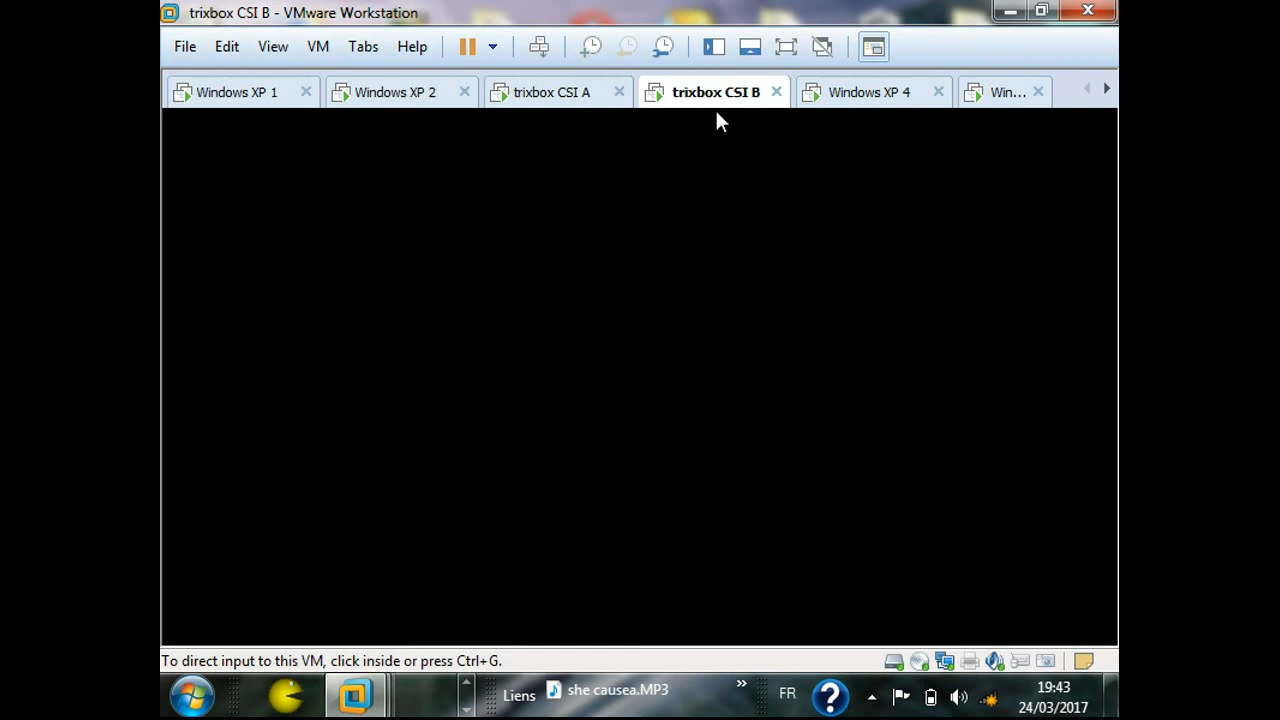 trixbox CSI B - VMware Workstation
File Edit View VM Tabs Help
Windows XP 1 Windows XP 2 trixbox CSI A trixbox CSI B Windows XP 4 Win...
To direct input to this VM, click inside or press Ctrl+G.
Liens she causea.MP3 » FR ? 19:43
24/03/2017